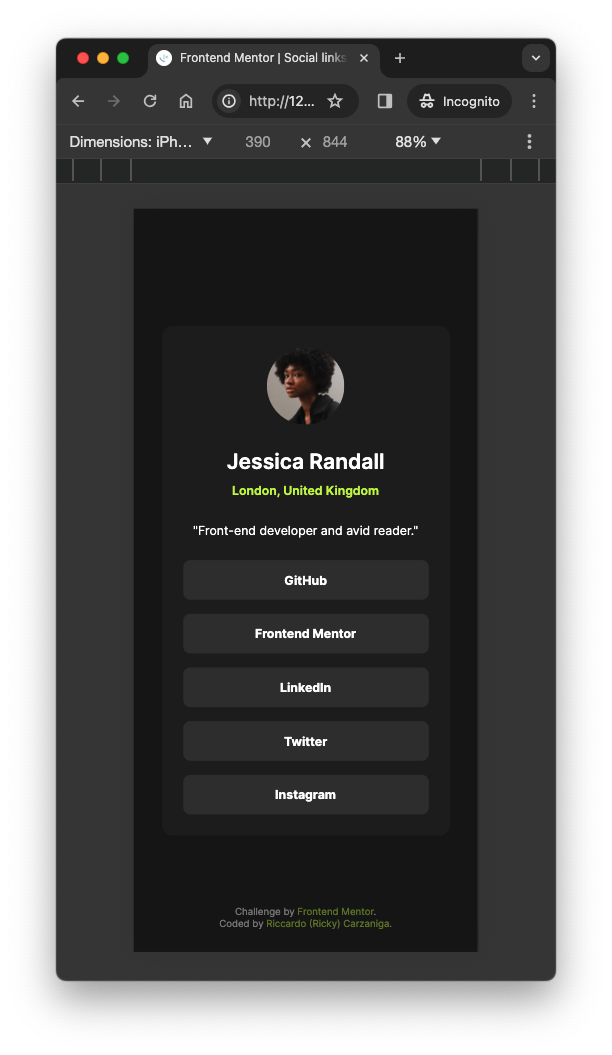 Frontend Mentor | Social links
http://12...
Incognito
Dimensions: iPh... 390 × 844 88%
Jessica Randall
London, United Kingdom
"Front-end developer and avid reader."
GitHub
Frontend Mentor
LinkedIn
Twitter
Instagram
Challenge by Frontend Mentor.
Coded by Riccardo (Ricky) Carzaniga.